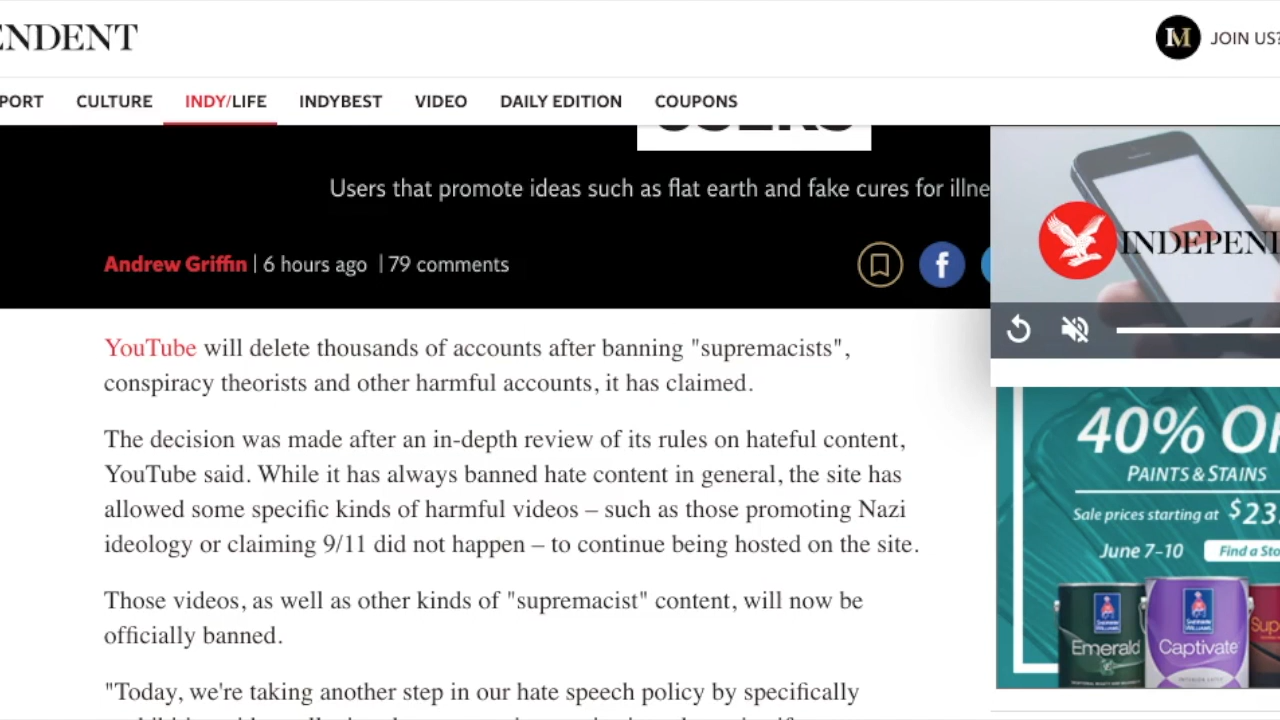 ENDENT
JOIN US?
PORT CULTURE INDY/LIFE INDYBEST VIDEO DAILY EDITION COUPONS
Users that promote ideas such as flat earth and fake cures for illne
Andrew Griffin | 6 hours ago | 79 comments
YouTube will delete thousands of accounts after banning "supremacists",
conspiracy theorists and other harmful accounts, it has claimed.
The decision was made after an in-depth review of its rules on hateful content,
YouTube said. While it has always banned hate content in general, the site has
allowed some specific kinds of harmful videos – such as those promoting Nazi
ideology or claiming 9/11 did not happen – to continue being hosted on the site.
Those videos, as well as other kinds of "supremacist" content, will now be
officially banned.
"Today, we're taking another step in our hate speech policy by specifically
INDEPEN
40% OF
PAINTS & STAINS
Sale prices starting at $23.
June 7-10
Find a Sto
SHERWIN WILLIAMS
Emerald
SHERWIN WILLIAMS
Captivate
Sup